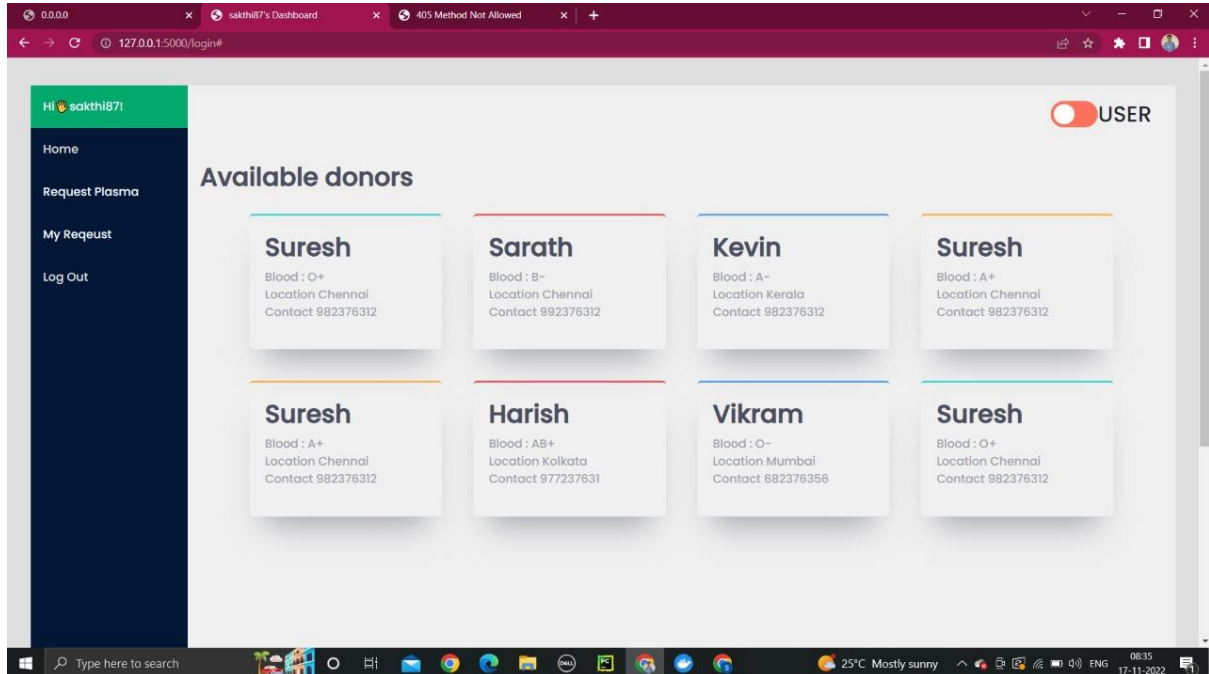 0.0.0.0
sakthi87's Dashboard
405 Method Not Allowed
127.0.0.1:5000/login#
Hi👋sakthi87!
Home
Request Plasma
My Reqeust
Log Out
USER
Available donors
Suresh
Blood : O+
Location Chennai
Contact 982376312
Sarath
Blood : B-
Location Chennai
Contact 992376312
Kevin
Blood : A-
Location Kerala
Contact 982376312
Suresh
Blood : A+
Location Chennai
Contact 982376312
Suresh
Blood : A+
Location Chennai
Contact 982376312
Harish
Blood : AB+
Location Kolkata
Contact 977237631
Vikram
Blood : O-
Location Mumbai
Contact 682376356
Suresh
Blood : O+
Location Chennai
Contact 982376312
Type here to search
DELL
PC
25°C Mostly sunny
ENG
08:35
17-11-2022
1